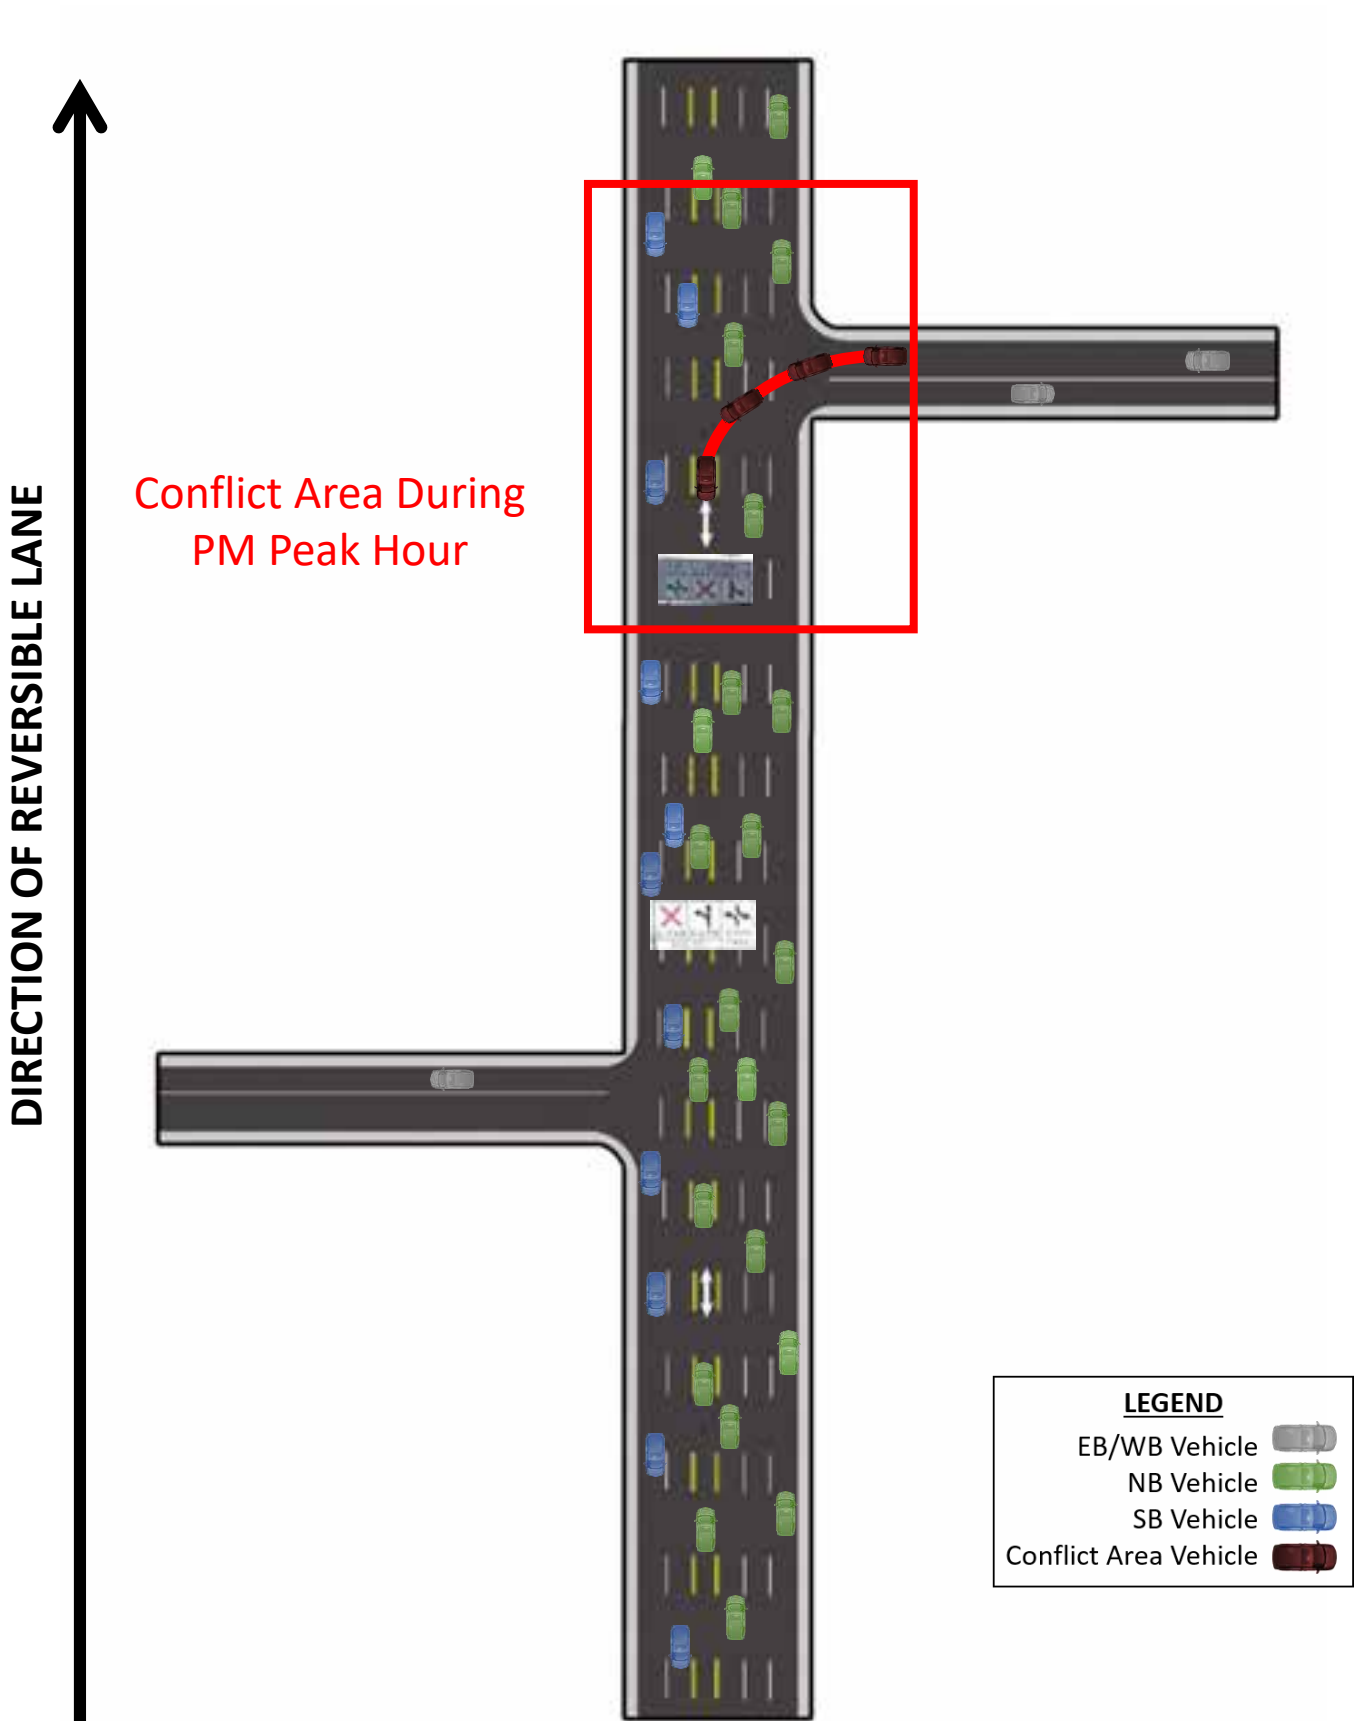 DIRECTION OF REVERSIBLE LANE
Conflict Area During
PM Peak Hour
LEGEND
EB/WB Vehicle
NB Vehicle
SB Vehicle
Conflict Area Vehicle